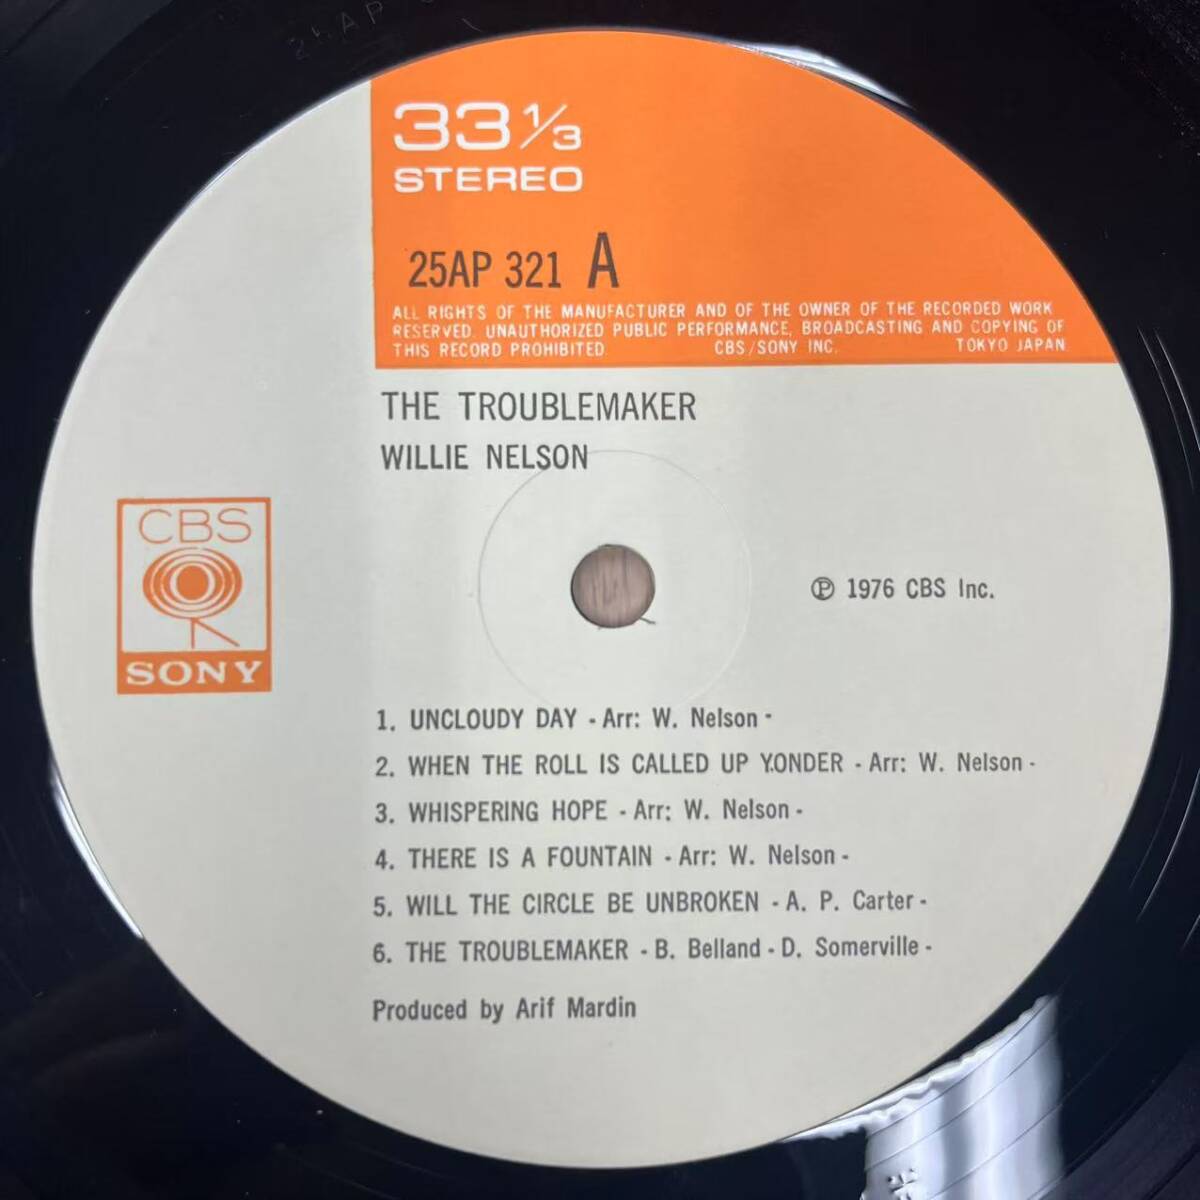 33 1/3
STEREO
25AP 321 A
ALL RIGHTS OF THE MANUFACTURER AND OF THE OWNER OF THE RECORDED WORK
RESERVED. UNAUTHORIZED PUBLIC PERFORMANCE, BROADCASTING AND COPYING OF
THIS RECORD PROHIBITED. CBS/SONY INC. TOKYO JAPAN
THE TROUBLEMAKER
WILLIE NELSON
CBS
SONY
℗ 1976 CBS Inc.
1. UNCLOUDY DAY - Arr: W. Nelson -
2. WHEN THE ROLL IS CALLED UP Y.ONDER - Arr: W. Nelson -
3. WHISPERING HOPE - Arr: W. Nelson -
4. THERE IS A FOUNTAIN - Arr: W. Nelson -
5. WILL THE CIRCLE BE UNBROKEN - A. P. Carter -
6. THE TROUBLEMAKER - B. Belland - D. Somerville -
Produced by Arif Mardin